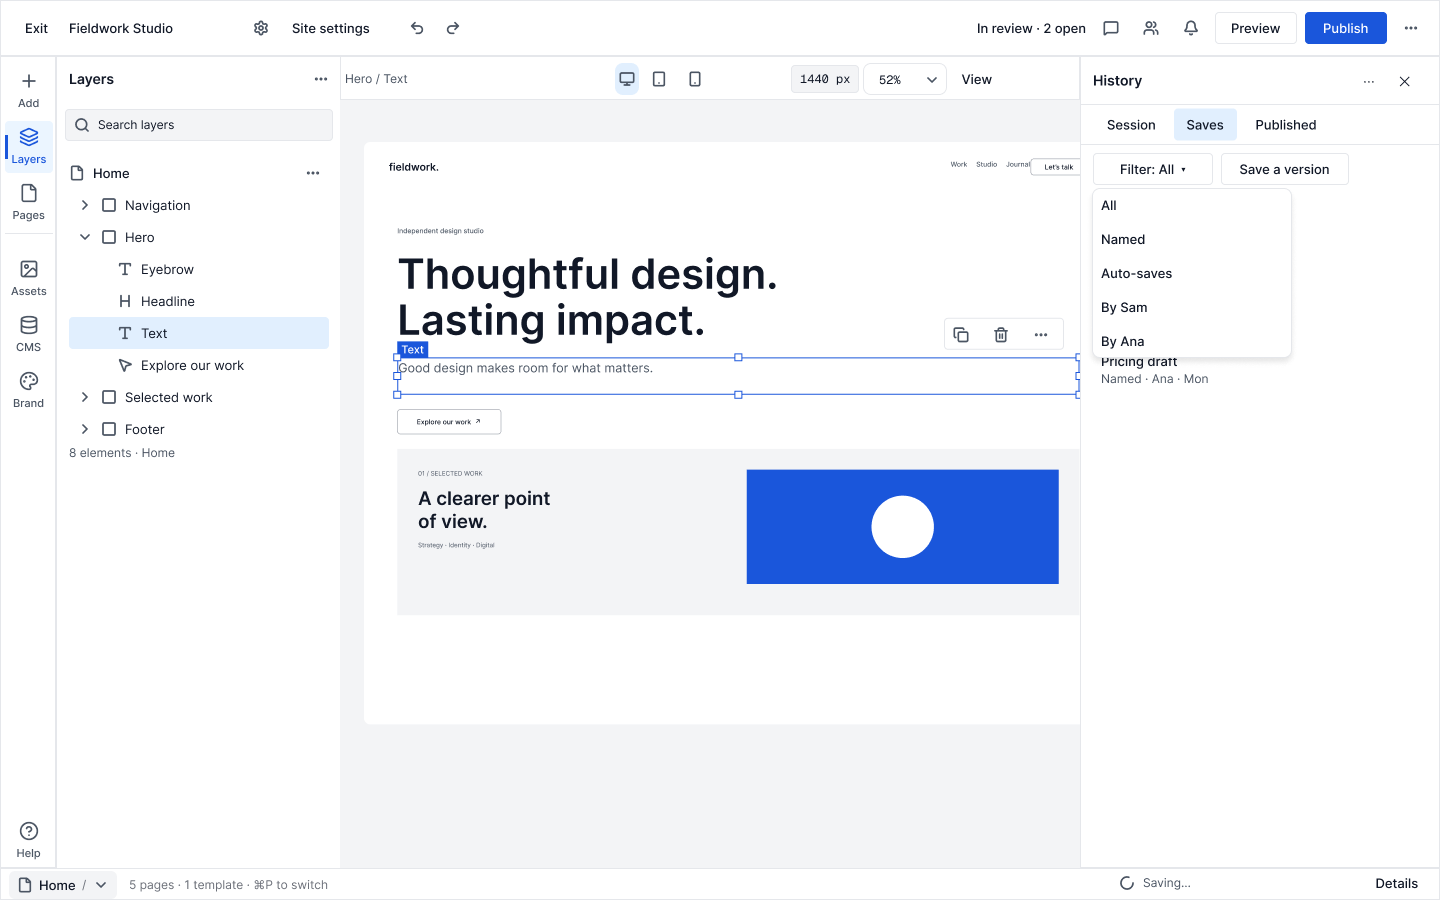 Exit
Fieldwork Studio
Site settings
In review · 2 open
Preview
Publish
Add
Layers
Pages
Assets
CMS
Brand
Help
Layers
Search layers
Home
Navigation
Hero
Eyebrow
Headline
Text
Explore our work
Selected work
Footer
8 elements · Home
Hero / Text
1440 px
52%
View
fieldwork.
Work Studio Journal
Let's talk
Independent design studio
Thoughtful design.
Lasting impact.
Text
Good design makes room for what matters.
Explore our work ↗
01 / SELECTED WORK
A clearer point
of view.
Strategy · Identity · Digital
History
Session
Saves
Published
Filter: All ▾
Save a version
All
Named
Auto-saves
By Sam
By Ana
Pricing draft
Named · Ana · Mon
Home /
5 pages · 1 template · ⌘P to switch
Saving...
Details